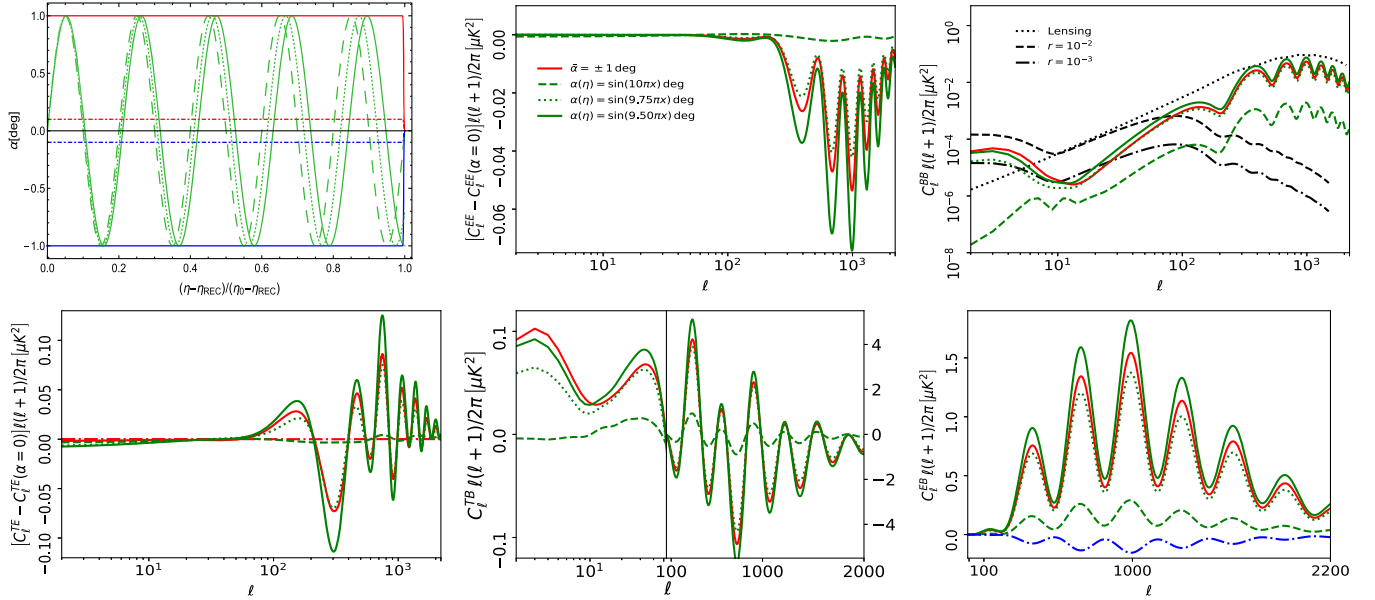 α[deg]
1.0
0.5
0.0
−0.5
−1.0
0.0 0.2 0.4 0.6 0.8 1.0
(η−η_REC)/(η_0−η_REC)
[C_ℓ^EE − C_ℓ^EE(α = 0)] ℓ(ℓ + 1)/2π [μK²]
0.00
−0.02
−0.04
−0.06
ᾱ = ± 1 deg
α(η) = sin(10πx) deg
α(η) = sin(9.75πx) deg
α(η) = sin(9.50πx) deg
10¹ 10² 10³
ℓ
C_ℓ^BB ℓ(ℓ + 1)/2π [μK²]
10⁰
10⁻²
10⁻⁴
10⁻⁶
10⁻⁸
Lensing
r = 10⁻²
r = 10⁻³
10¹ 10² 10³
ℓ
[C_ℓ^TE − C_ℓ^TE(α = 0)] ℓ(ℓ + 1)/2π [μK²]
0.10
0.05
0.00
−0.05
−0.10
10¹ 10² 10³
ℓ
C_ℓ^TB ℓ(ℓ + 1)/2π [μK²]
0.1
0.0
−0.1
4
2
0
−2
−4
10 100 1000 2000
ℓ
C_ℓ^EB ℓ(ℓ + 1)/2π [μK²]
1.5
1.0
0.5
0.0
100 1000 2200
ℓ